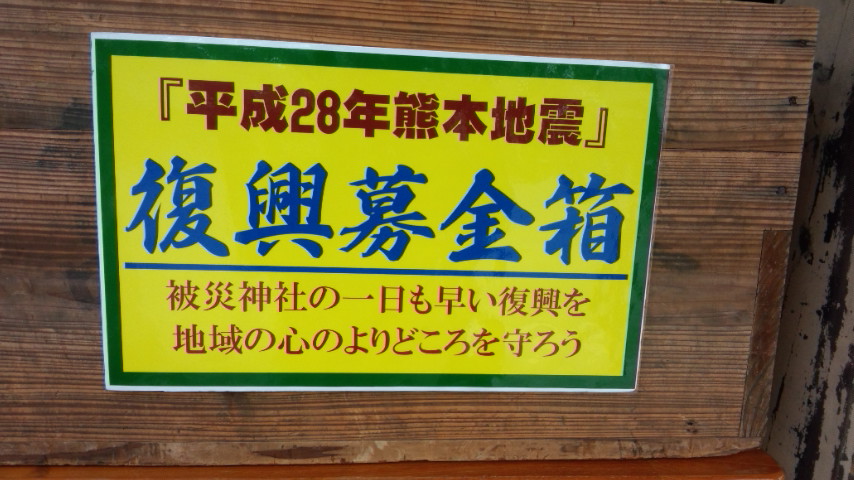 『平成28年熊本地震』
復興募金箱
被災神社の一日も早い復興を
地域の心のよりどころを守ろう